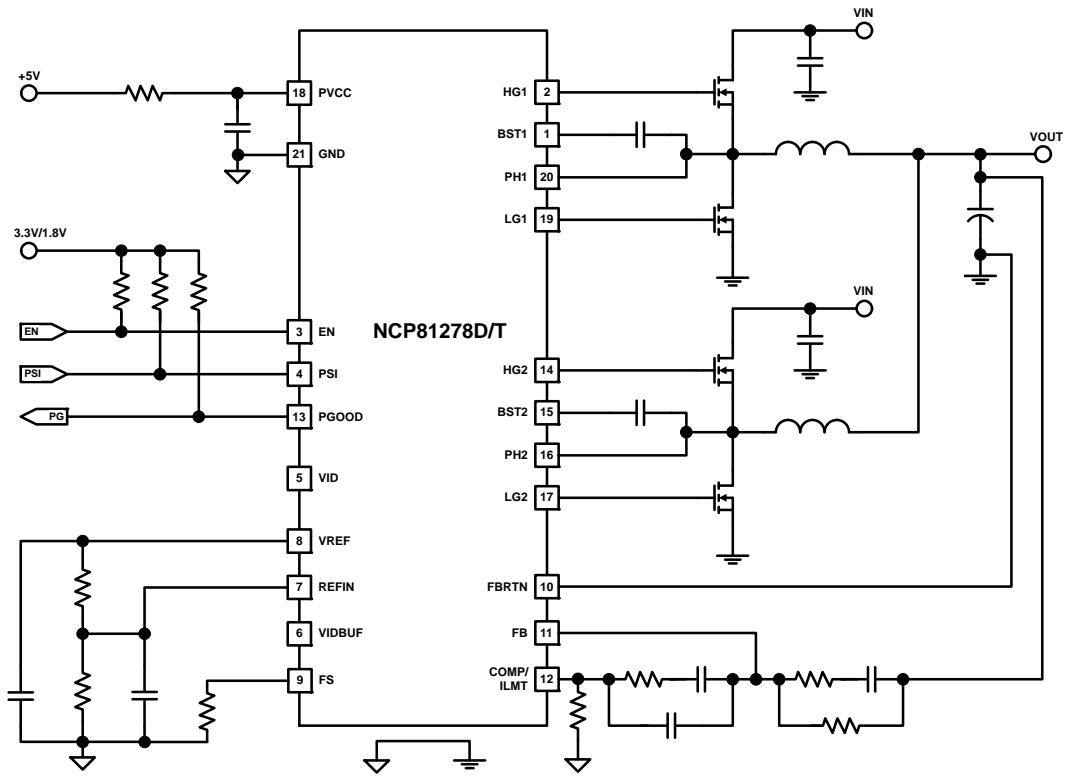 VIN
+5V
18 PVCC
HG1 2
BST1 1
VOUT
21 GND
PH1 20
LG1 19
3.3V/1.8V
VIN
EN
3 EN
NCP81278D/T
PSI
4 PSI
HG2 14
PG
13 PGOOD
BST2 15
PH2 16
5 VID
LG2 17
8 VREF
7 REFIN
FBRTN 10
6 VIDBUF
FB 11
9 FS
COMP/
ILMT 12